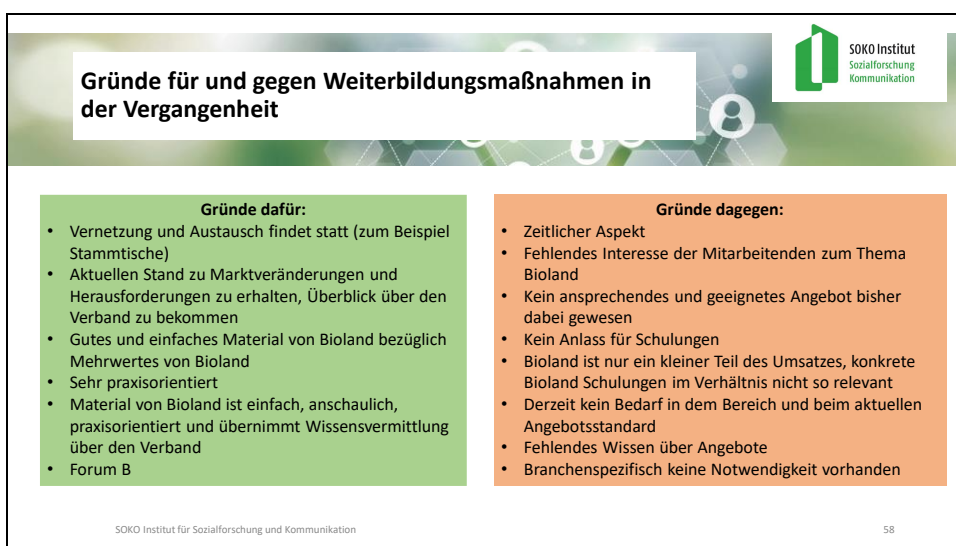 Gründe für und gegen Weiterbildungsmaßnahmen in
der Vergangenheit
SOKO Institut
Sozialforschung
Kommunikation
Gründe dafür:
• Vernetzung und Austausch findet statt (zum Beispiel
Stammtische)
• Aktuellen Stand zu Marktveränderungen und
Herausforderungen zu erhalten, Überblick über den
Verband zu bekommen
• Gutes und einfaches Material von Bioland bezüglich
Mehrwertes von Bioland
• Sehr praxisorientiert
• Material von Bioland ist einfach, anschaulich,
praxisorientiert und übernimmt Wissensvermittlung
über den Verband
• Forum B
Gründe dagegen:
• Zeitlicher Aspekt
• Fehlendes Interesse der Mitarbeitenden zum Thema
Bioland
• Kein ansprechendes und geeignetes Angebot bisher
dabei gewesen
• Kein Anlass für Schulungen
• Bioland ist nur ein kleiner Teil des Umsatzes, konkrete
Bioland Schulungen im Verhältnis nicht so relevant
• Derzeit kein Bedarf in dem Bereich und beim aktuellen
Angebotsstandard
• Fehlendes Wissen über Angebote
• Branchenspezifisch keine Notwendigkeit vorhanden
SOKO Institut für Sozialforschung und Kommunikation
58